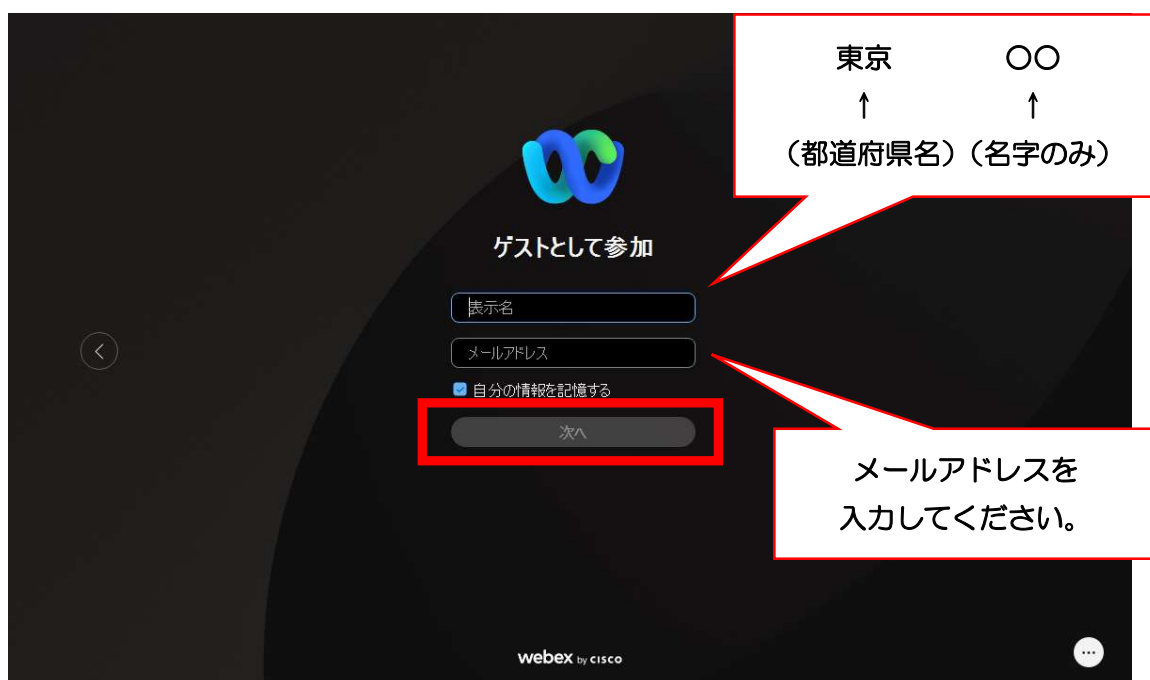 東京 〇〇
↑ ↑
（都道府県名）（名字のみ）
ゲストとして参加
表示名
メールアドレス
自分の情報を記憶する
次へ
メールアドレスを
入力してください。
webex by CISCO